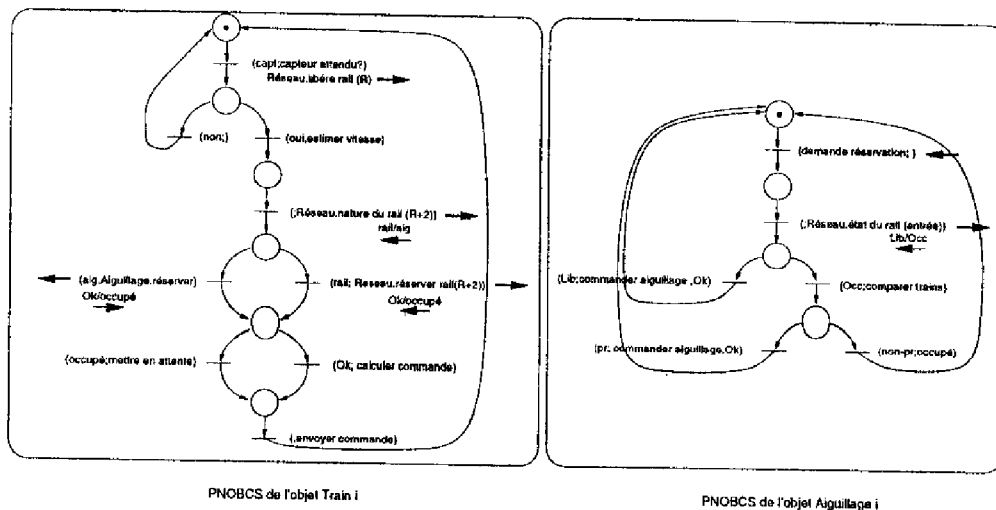 (capt;capteur attendu?)
Réseau.libère rail (R)
(non;)
(oui,estimer vitesse)
(;Réseau.nature du rail (R+2))
rail/aig
(aig.Aiguillage.réserver)
Ok/occupé
(rail; Reseau.réserver rail(R+2))
Ok/occupé
(occupé;mettre en attente)
(Ok; calculer commande)
(;envoyer commande)
PNOBCS de l'objet Train i
(demande réservation; )
(;Réseau.état du rail (entrée))
Lib/Occ
(Lib;commander aiguillage ,Ok)
(Occ;comparer trains)
(pr; commander aiguillage.Ok)
(non-pr;occupé)
PNOBCS de l'objet Aiguillage i